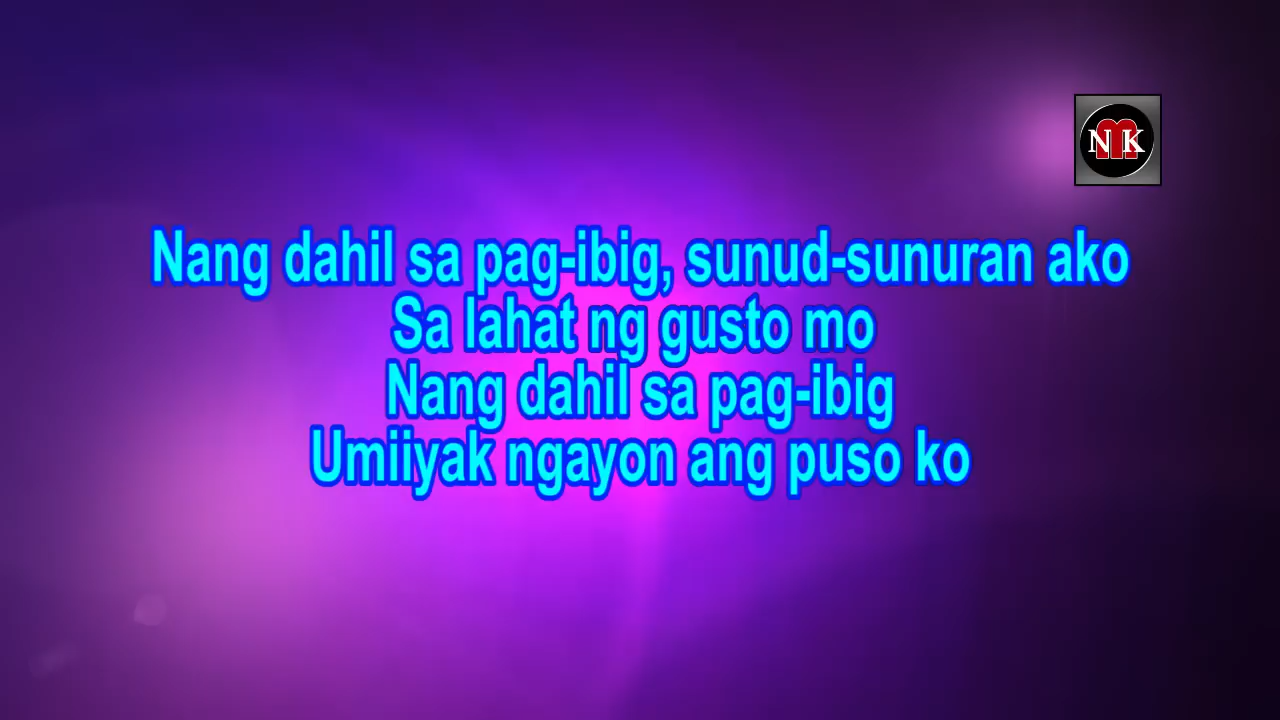 NMK
Nang dahil sa pag-ibig, sunud-sunuran ako
Sa lahat ng gusto mo
Nang dahil sa pag-ibig
Umiiyak ngayon ang puso ko